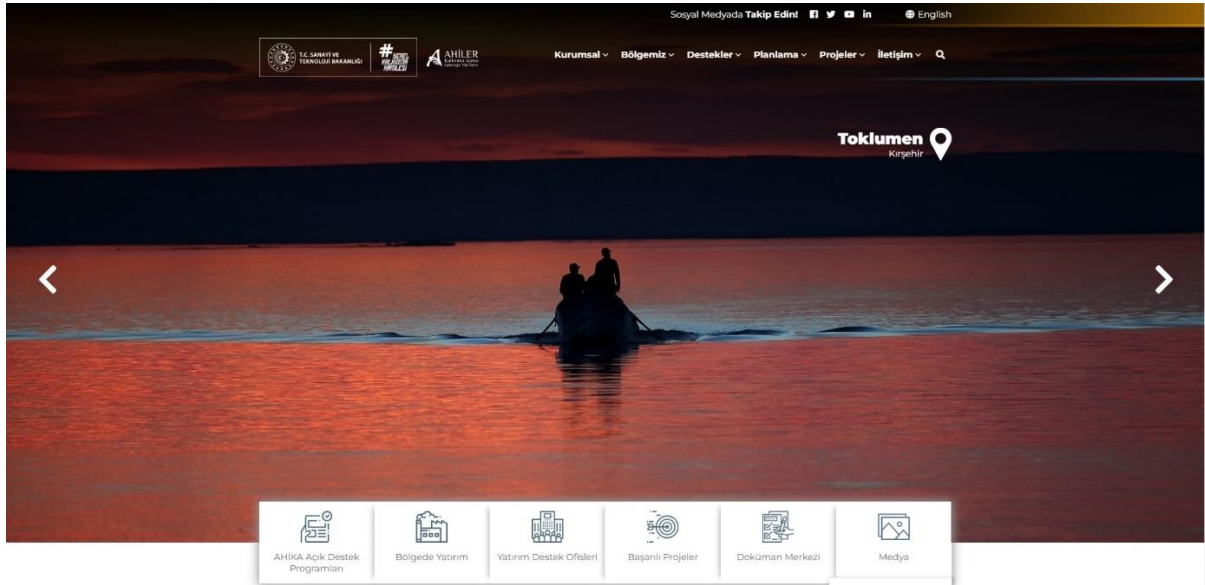 Sosyal Medyada Takip Edin! English
T.C. SANAYİ VE
TEKNOLOJİ BAKANLIĞI
AHİLER
Kurumsal Bölgemiz Destekler Planlama Projeler İletişim
Toklumen
Kırşehir
AHİKA Açık Destek
Programları
Bölgede Yatırım
Yatırım Destek Ofisleri
Başarılı Projeler
Doküman Merkezi
Medya